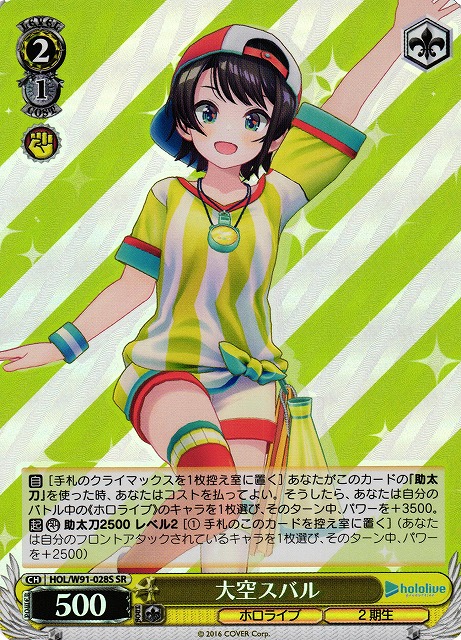 LEVEL
2
1
COST
自 [手札のクライマックスを1枚控え室に置く] あなたがこのカードの「助太
刀」を使った時、あなたはコストを払ってよい。そうしたら、あなたは自分の
バトル中の《ホロライブ》のキャラを1枚選び、そのターン中、パワーを+3500。
起 助太刀2500 レベル2 [① 手札のこのカードを控え室に置く] (あなたは
自分のフロントアタックされているキャラを1枚選び、そのターン中、パワー
を+2500)
CH HOL/W91-028S SR
POWER 500
大空スバル
hololive
ホロライブ
2期生
© 2016 COVER Corp.